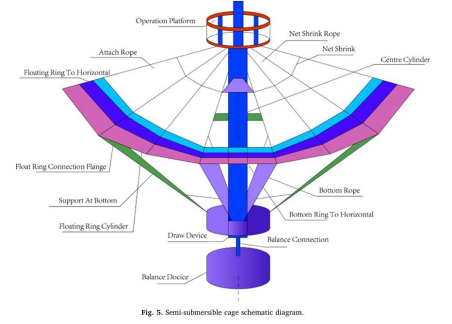 Operation Platform
Net Shrink Rope
Attach Rope
Net Shrink
Centre Cylinder
Floating Ring To Horizontal
Float Ring Connection Flange
Support At Bottom
Bottom Rope
Floating Ring Cylinder
Bottom Ring To Horizontal
Draw Device
Balance Connection
Balance Docice
Fig. 5. Semi-submersible cage schematic diagram.